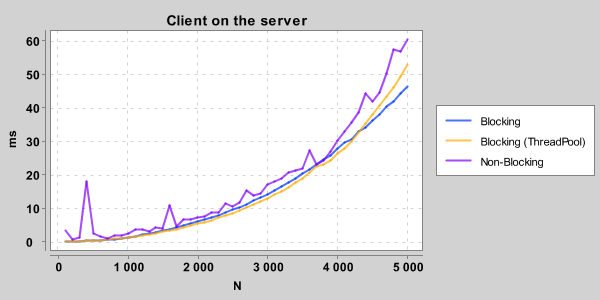 Client on the server
60
50
40
30
20
10
0
ms
0 1 000 2 000 3 000 4 000 5 000
N
Blocking
Blocking (ThreadPool)
Non-Blocking